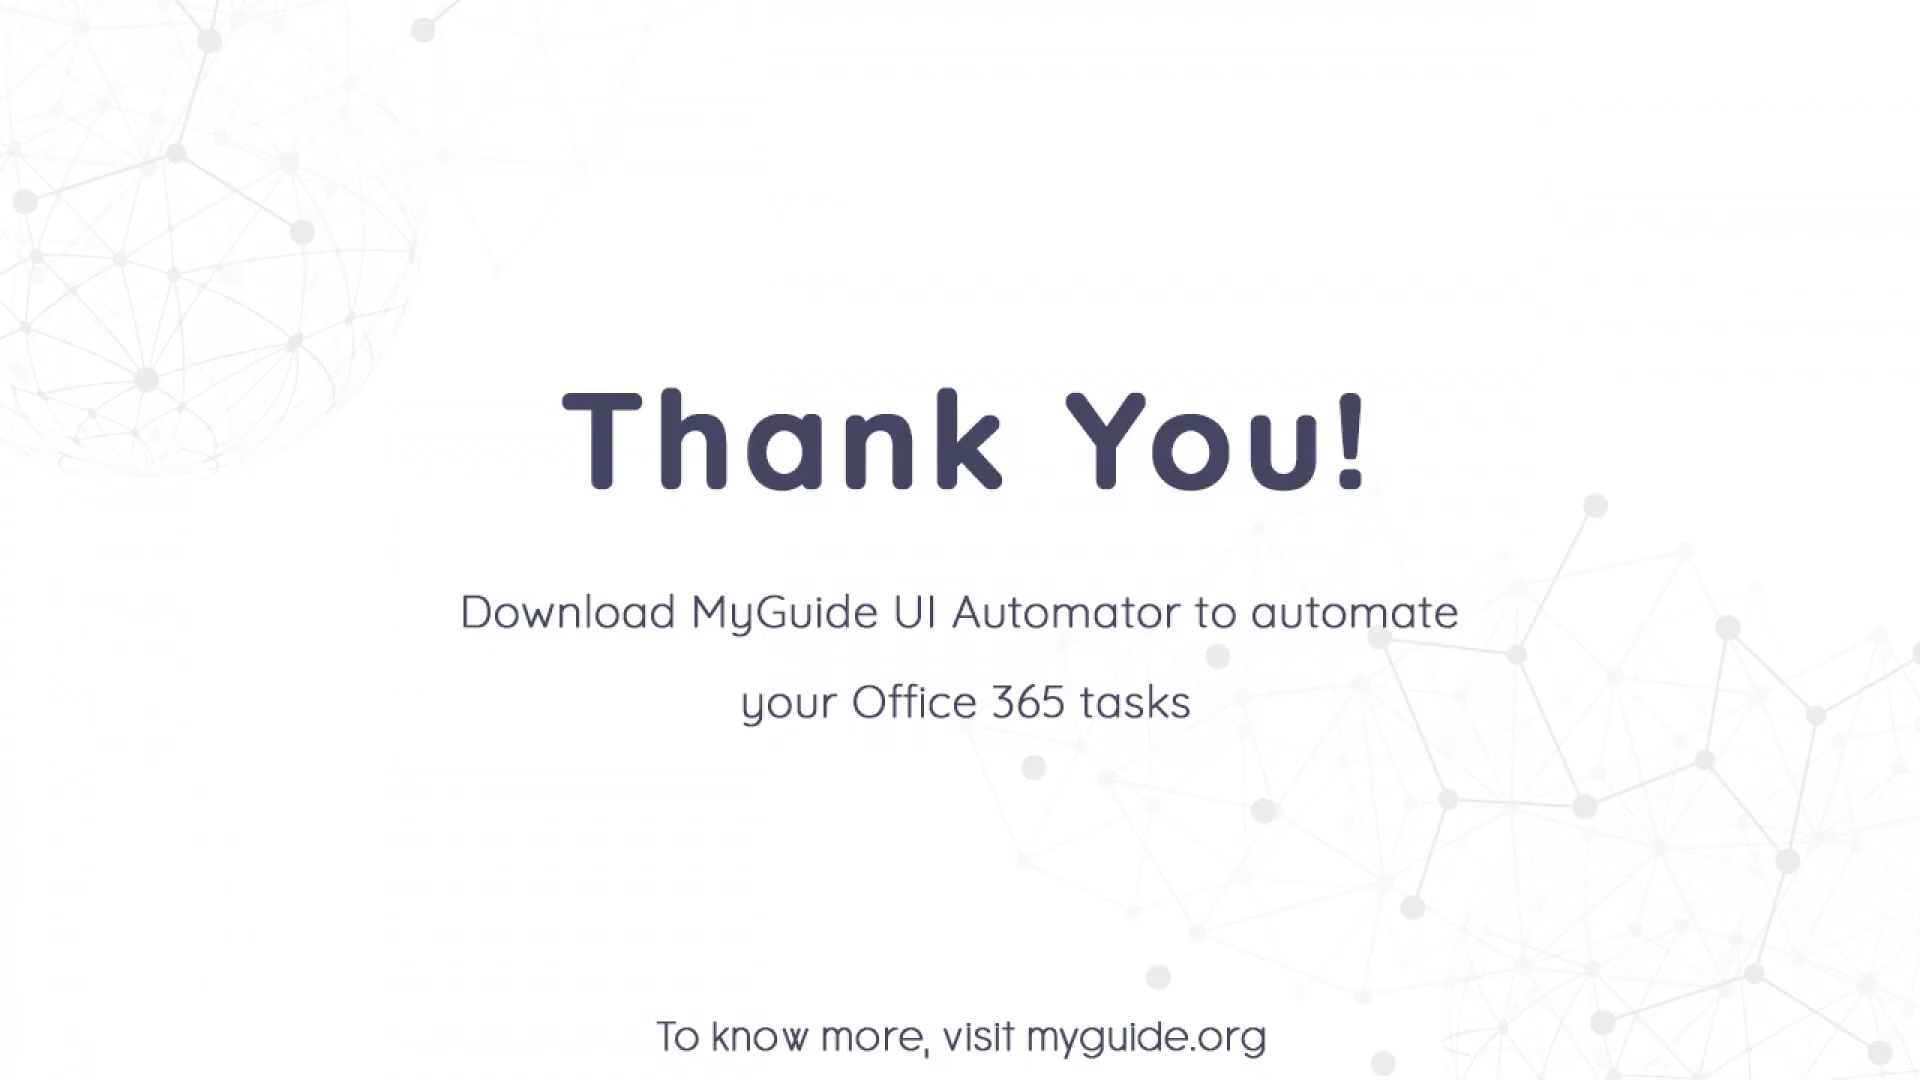 Thank You!
Download MyGuide UI Automator to automate
your Office 365 tasks
To know more, visit myguide.org